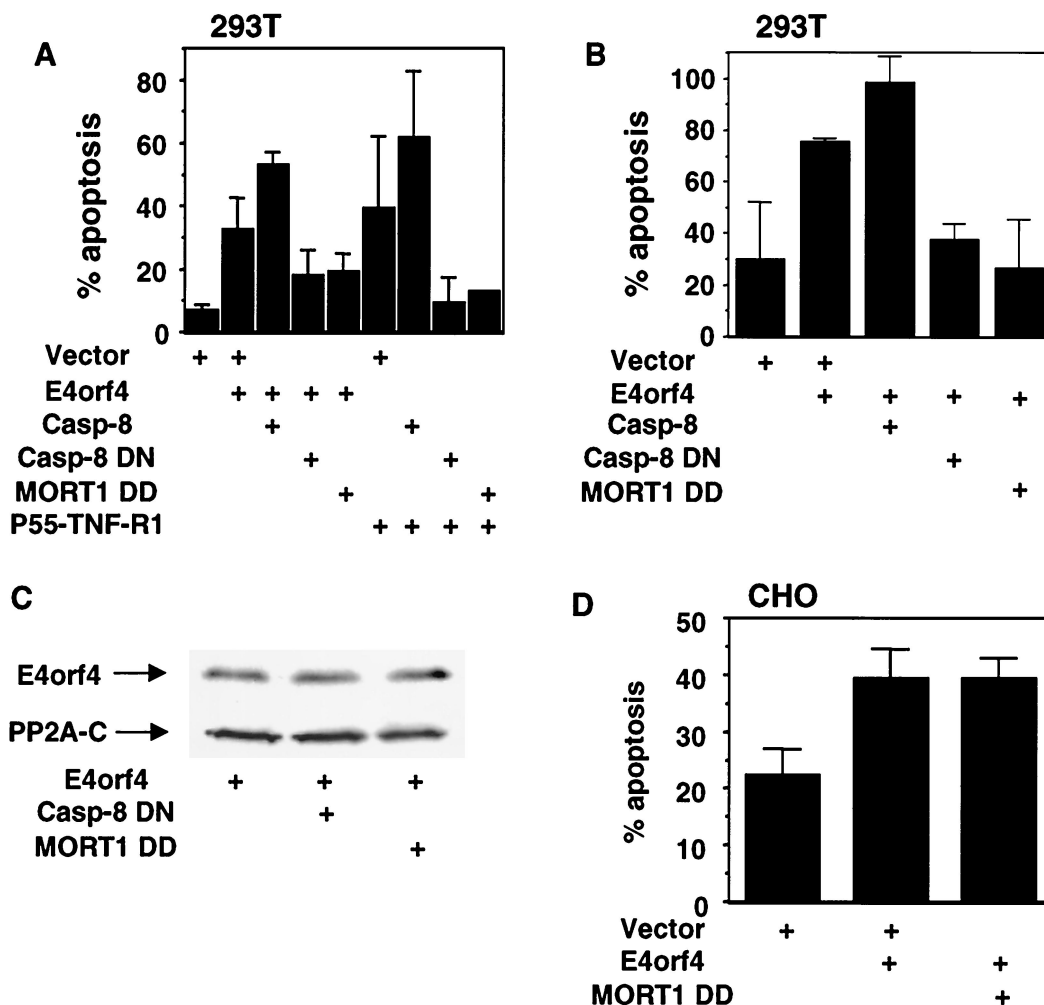 A
293T
% apoptosis
80
60
40
20
0
Vector + + +
E4orf4 + + + +
Casp-8 + +
Casp-8 DN + +
MORT1 DD + +
P55-TNF-R1 + + + +
B
293T
% apoptosis
100
80
60
40
20
0
Vector + +
E4orf4 + + + +
Casp-8 +
Casp-8 DN +
MORT1 DD +
C
E4orf4
PP2A-C
E4orf4 + + +
Casp-8 DN +
MORT1 DD +
D
CHO
% apoptosis
50
40
30
20
10
0
Vector + +
E4orf4 + +
MORT1 DD +